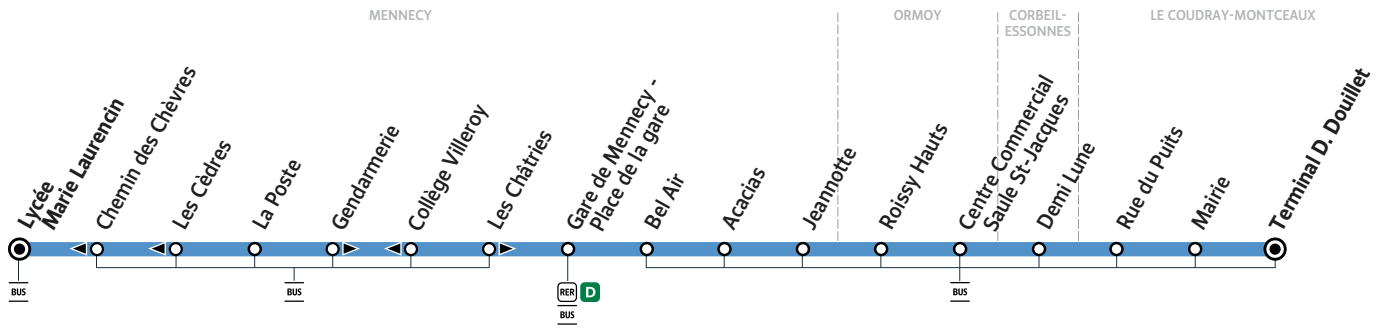 MENNECY
ORMOY
CORBEIL-
ESSONNES
LE COUDRAY-MONTCEAUX
Lycée
Marie Laurencin
Chemin des Chèvres
Les Cèdres
La Poste
Gendarmerie
Collège Villeroy
Les Châtries
Gare de Mennecy -
Place de la gare
Bel Air
Acacias
Jeannotte
Roissy Hauts
Centre Commercial
Saule St-Jacques
Demi Lune
Rue du Puits
Mairie
Terminal D. Douillet
BUS
BUS
RER D
BUS
BUS